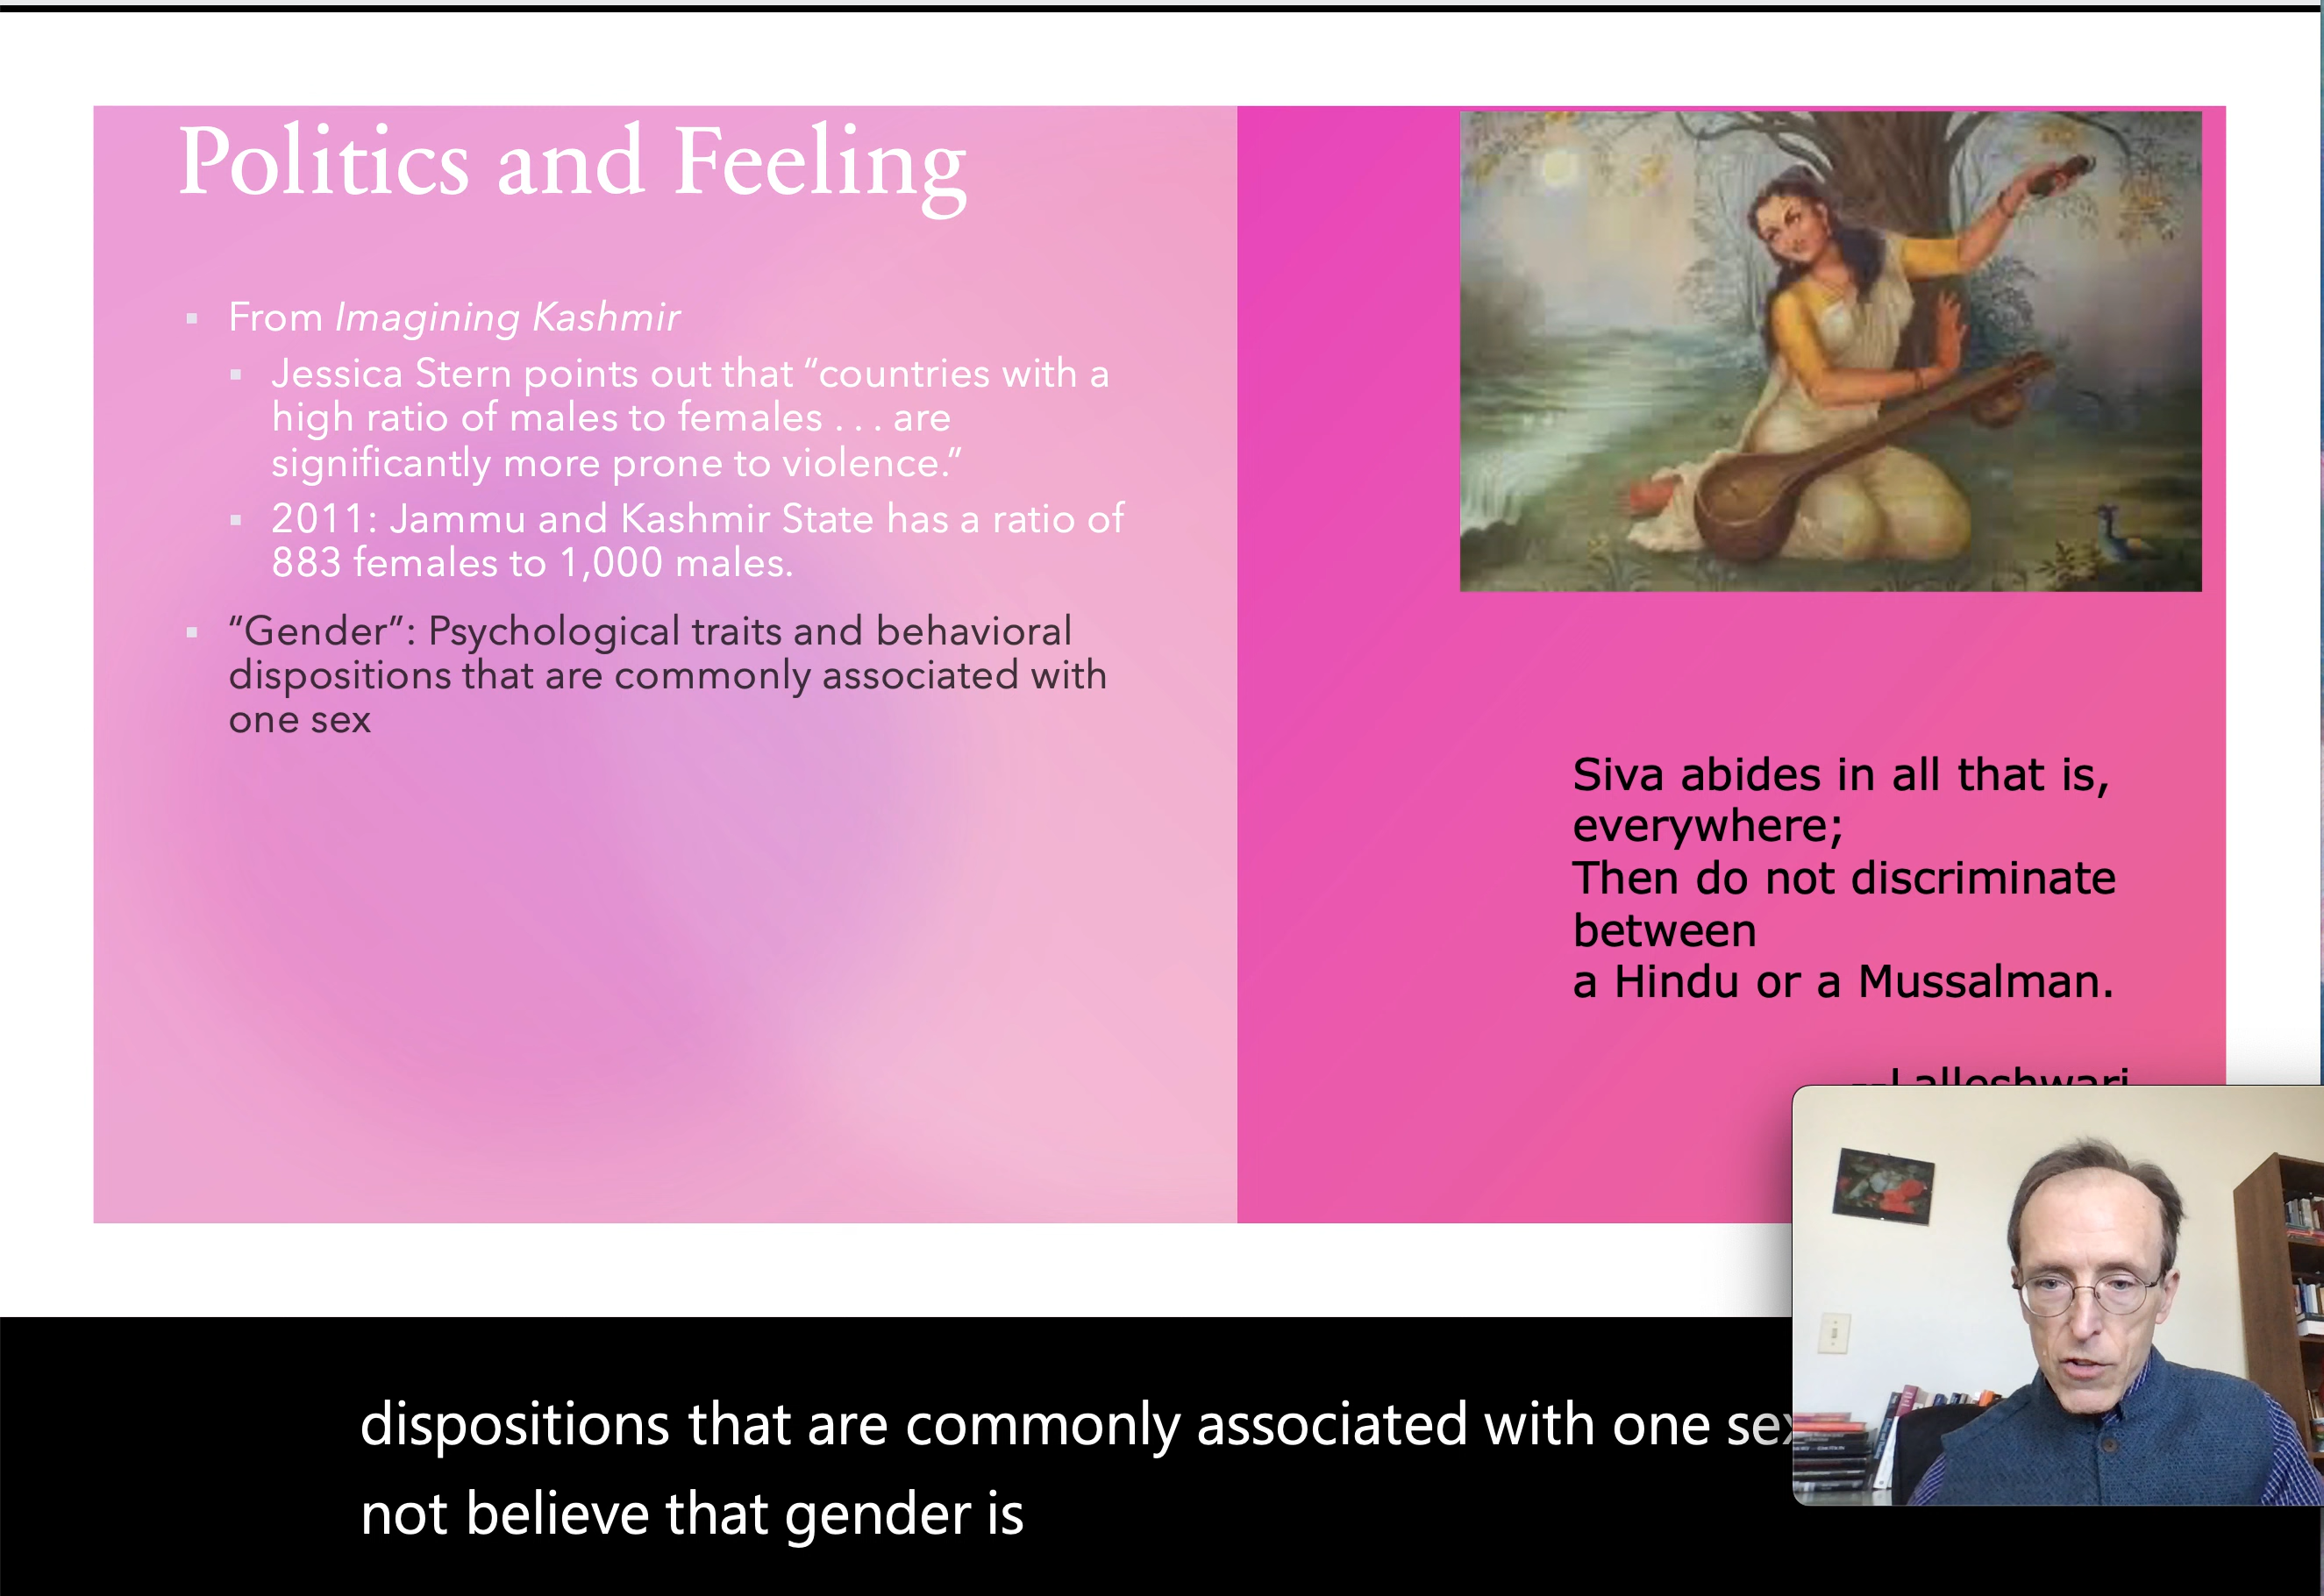 Politics and Feeling
From Imagining Kashmir
Jessica Stern points out that “countries with a
high ratio of males to females . . . are
significantly more prone to violence.”
2011: Jammu and Kashmir State has a ratio of
883 females to 1,000 males.
“Gender”: Psychological traits and behavioral
dispositions that are commonly associated with
one sex
Siva abides in all that is,
everywhere;
Then do not discriminate
between
a Hindu or a Mussalman.
--Lalleshwari
dispositions that are commonly associated with one sex
not believe that gender is